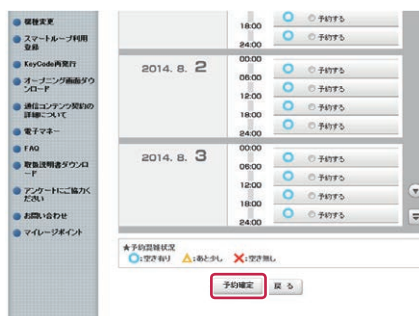 機種変更
スマートループ利用
登録
KeyCode再発行
オープニング画面ダウ
ンロード
通信コンテンツ契約の
詳細について
電子マネー
FAQ
取扱説明書ダウンロ
ード
アンケートにご協力く
ださい
お問い合わせ
マイレージポイント
18:00
24:00
予約する
予約する
2014. 8. 2
00:00
06:00
12:00
18:00
24:00
予約する
予約する
予約する
予約する
2014. 8. 3
00:00
06:00
12:00
18:00
24:00
予約する
予約する
予約する
予約する
★予約混雑状況
:空き有り :あと少し :空き無し
予約確定 戻る